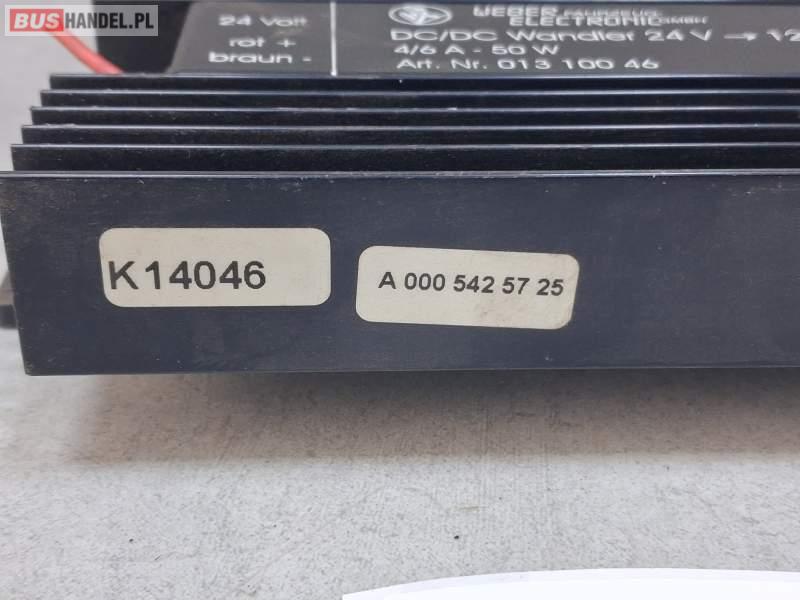 BUSHANDEL.PL
24 Volt
rot +
braun -
UEBER FAHRZEUG
ELECTRONIC GMBH
DC/DC Wandler 24 V → 12
4/6 A - 50 W
Art. Nr. 013 100 46
K14046
A 000 542 57 25